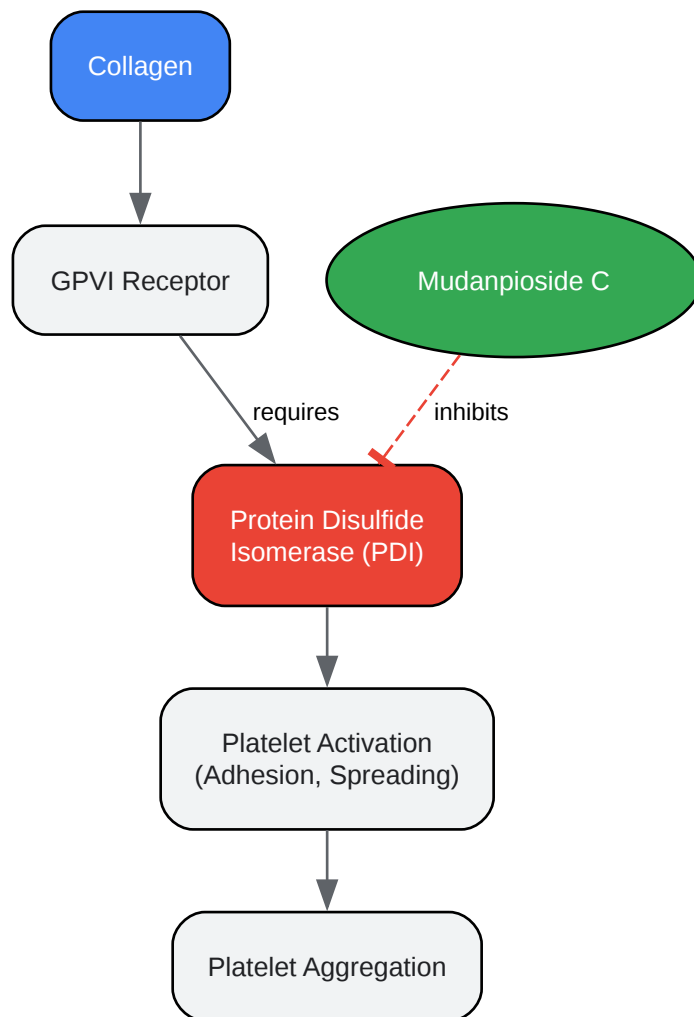 Collagen
GPVI Receptor
Mudanpioside C
requires
inhibits
Protein Disulfide
Isomerase (PDI)
Platelet Activation
(Adhesion, Spreading)
Platelet Aggregation